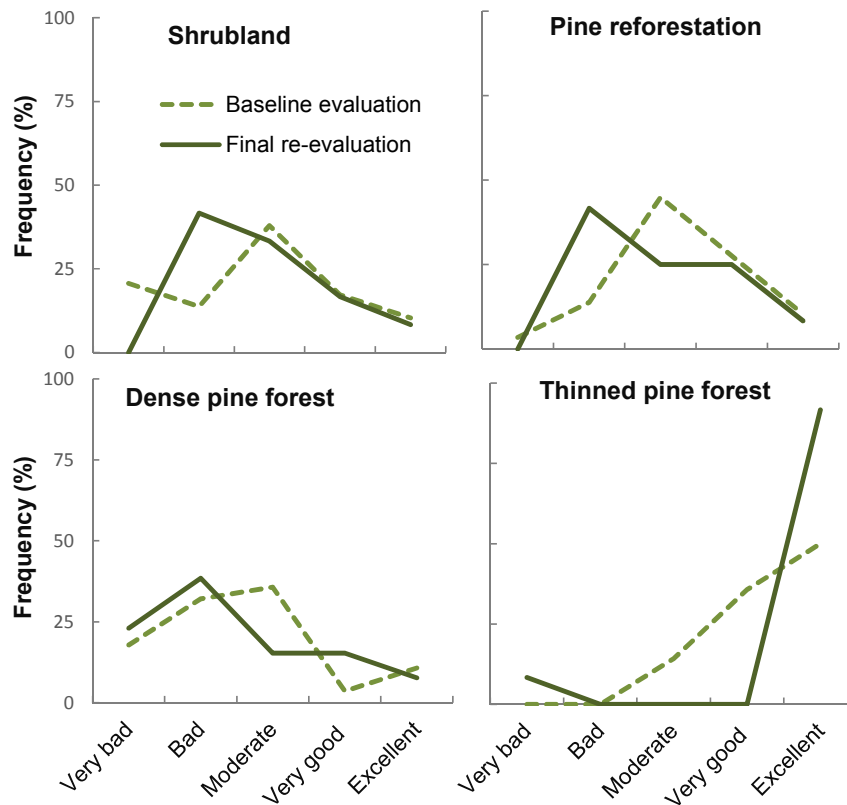 Shrubland
Pine reforestation
Baseline evaluation
Final re-evaluation
Frequency (%)
100
75
50
25
0
Dense pine forest
Thinned pine forest
Frequency (%)
100
75
50
25
0
Very bad
Bad
Moderate
Very good
Excellent
Very bad
Bad
Moderate
Very good
Excellent